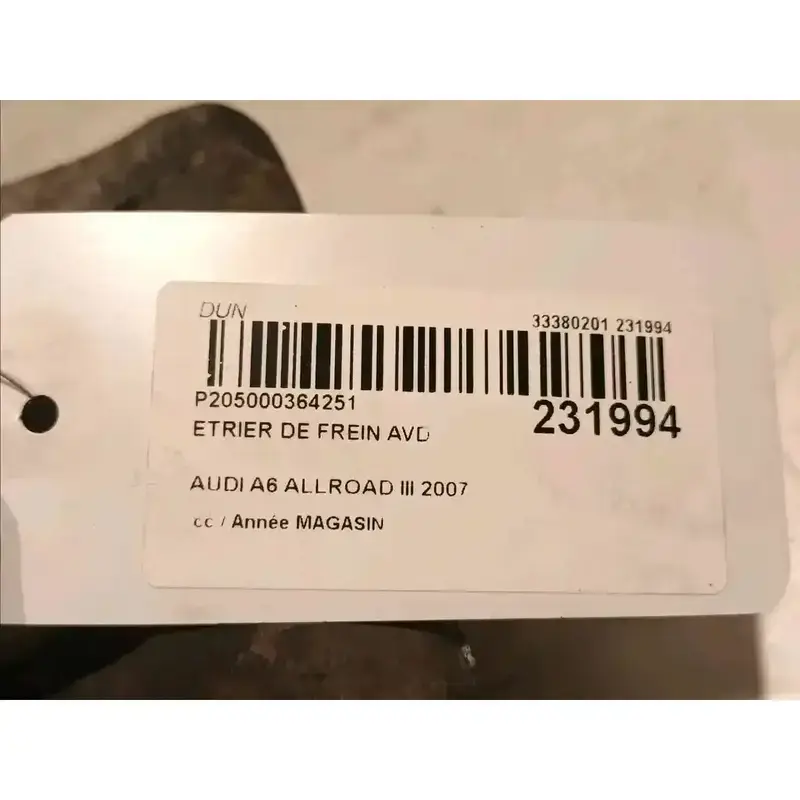 DUN
33380201 231994
P205000364251
231994
ETRIER DE FREIN AVD
AUDI A6 ALLROAD III 2007
cc / Année MAGASIN